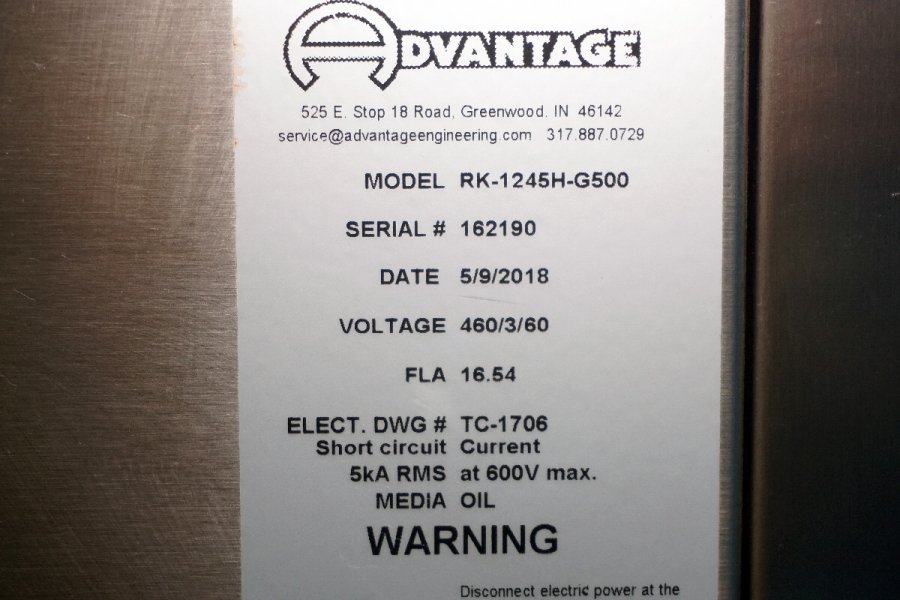 ADVANTAGE
525 E. Stop 18 Road, Greenwood, IN 46142
service@advantageengineering.com 317.887.0729
MODEL RK-1245H-G500
SERIAL # 162190
DATE 5/9/2018
VOLTAGE 460/3/60
FLA 16.54
ELECT. DWG # TC-1706
Short circuit Current
5kA RMS at 600V max.
MEDIA OIL
WARNING
Disconnect electric power at the